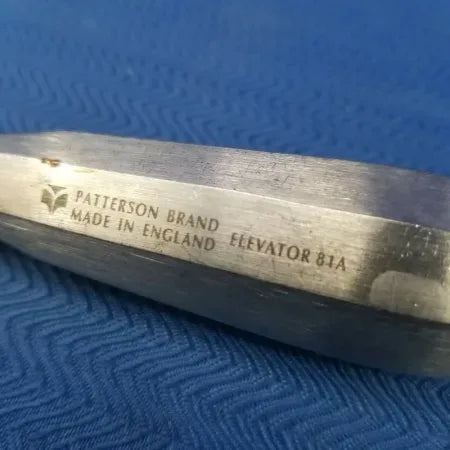 PATTERSON BRAND
MADE IN ENGLAND
ELEVATOR 81A